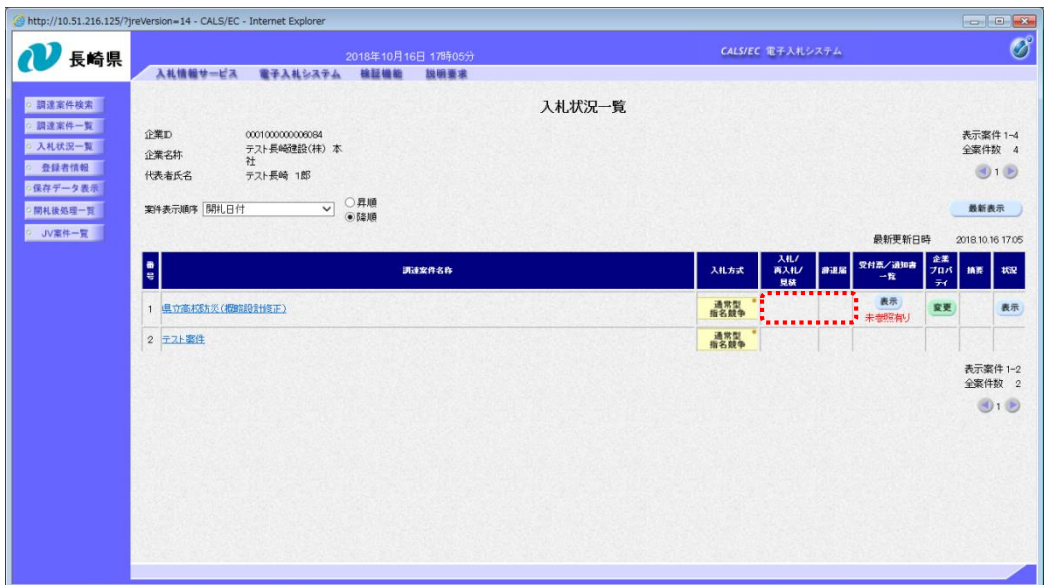 http://10.51.216.125/?jreVersion=14 - CALS/EC - Internet Explorer
長崎県
2018年10月16日 17時05分
CALS/EC 電子入札システム
入札情報サービス 電子入札システム 検証機能 説明要求
調達案件検索
調達案件一覧
入札状況一覧
登録者情報
保存データ表示
開札後処理一覧
JV案件一覧
入札状況一覧
企業ID 0001000000006084
企業名称 テスト長崎建設(株) 本社
代表者氏名 テスト長崎 1郎
表示案件 1-4
全案件数 4
1
案件表示順序 開札日付
昇順
降順
最新表示
最新更新日時 2018.10.16 17:05
番号 調達案件名称 入札方式 入札/再入札/見積 辞退届 受付票/通知書一覧 企業プロパティ 摘要 状況
1 県立高校防災(概略設計修正) 通常型指名競争 表示 未参照有り 変更 表示
2 テスト案件 通常型指名競争
表示案件 1-2
全案件数 2
1